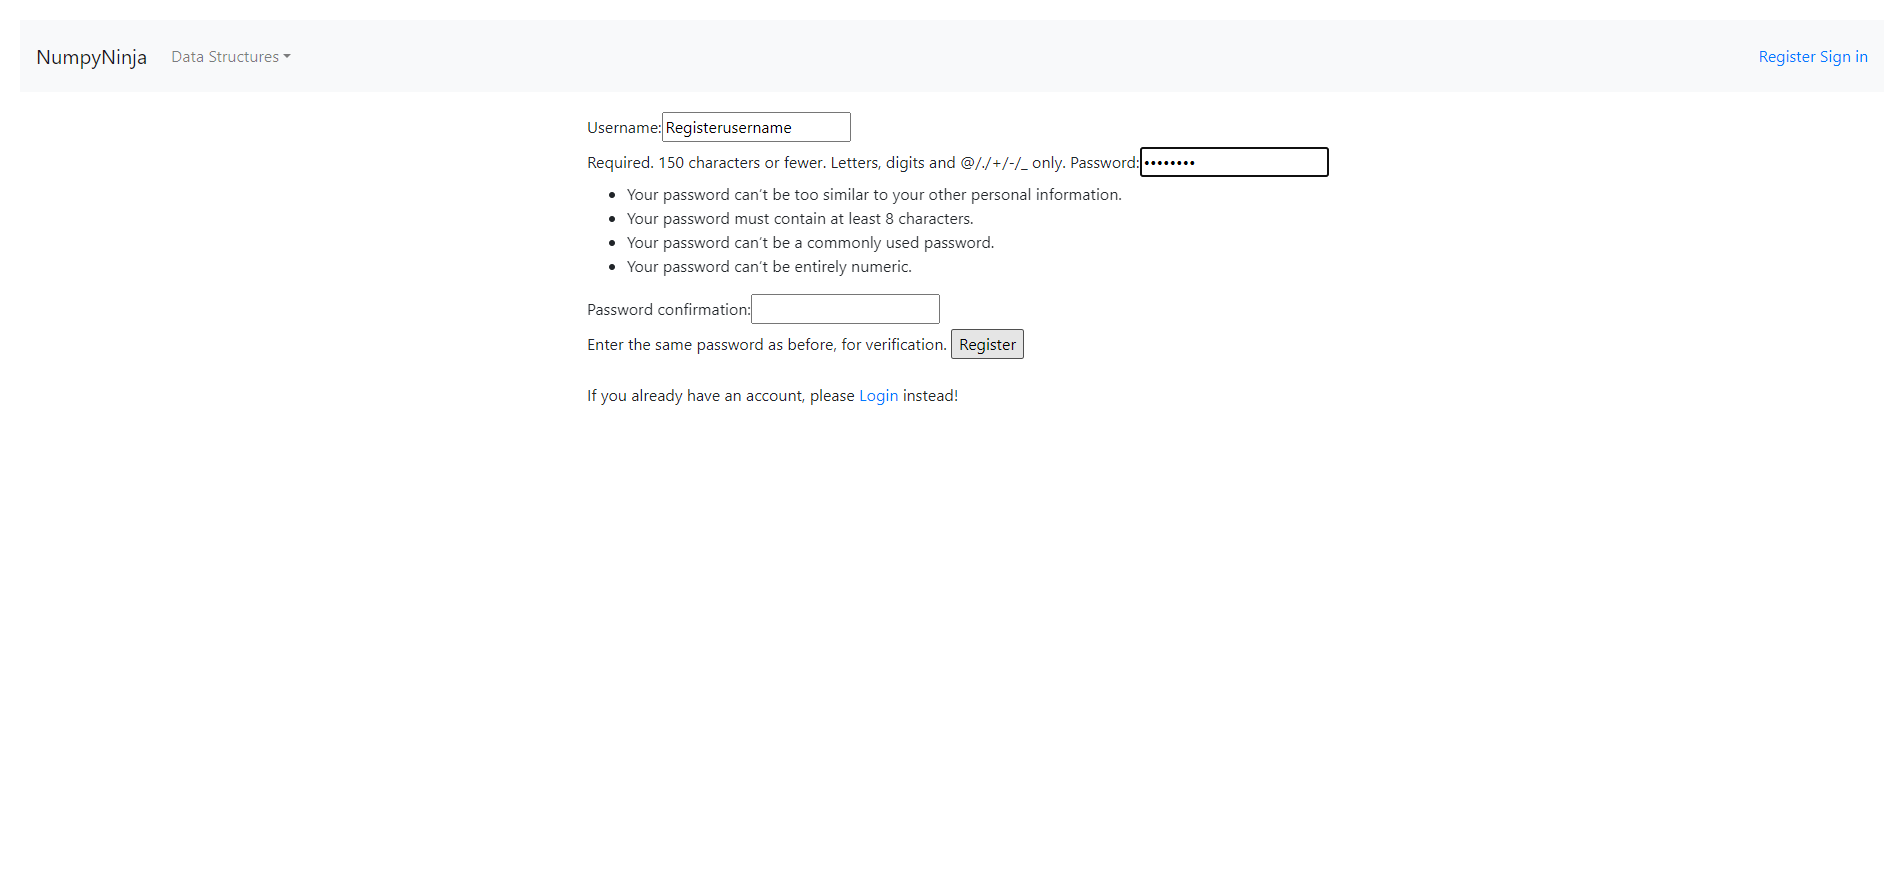 NumpyNinja Data Structures Register Sign in
Username: Registerusername
Required. 150 characters or fewer. Letters, digits and @/./+/-/_ only. Password: ••••••••
• Your password can’t be too similar to your other personal information.
• Your password must contain at least 8 characters.
• Your password can’t be a commonly used password.
• Your password can’t be entirely numeric.
Password confirmation:
Enter the same password as before, for verification. Register
If you already have an account, please Login instead!